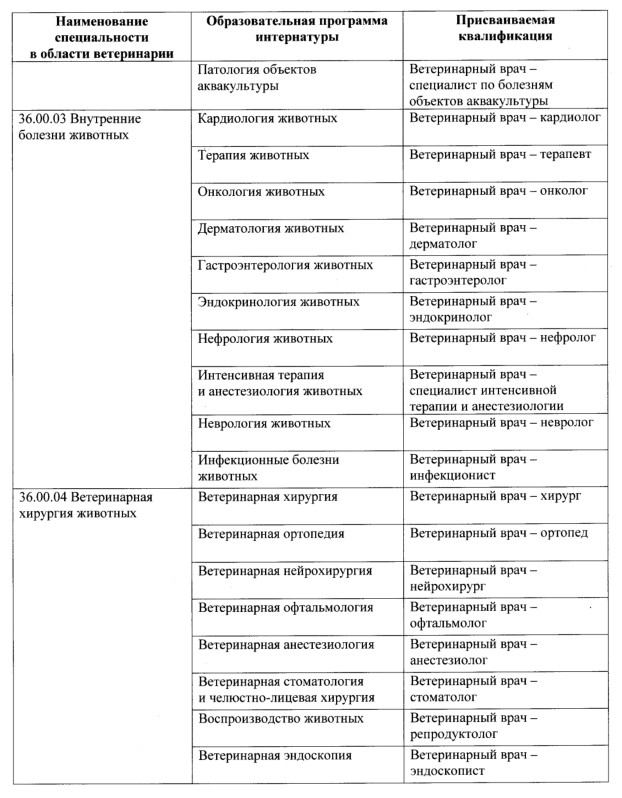 Наименование
специальности
в области ветеринарии
Образовательная программа
интернатуры
Присваиваемая
квалификация
Патология объектов
аквакультуры
Ветеринарный врач –
специалист по болезням
объектов аквакультуры
36.00.03 Внутренние
болезни животных
Кардиология животных
Ветеринарный врач – кардиолог
Терапия животных
Ветеринарный врач – терапевт
Онкология животных
Ветеринарный врач – онколог
Дерматология животных
Ветеринарный врач –
дерматолог
Гастроэнтерология животных
Ветеринарный врач –
гастроэнтеролог
Эндокринология животных
Ветеринарный врач –
эндокринолог
Нефрология животных
Ветеринарный врач – нефролог
Интенсивная терапия
и анестезиология животных
Ветеринарный врач –
специалист интенсивной
терапии и анестезиологии
Неврология животных
Ветеринарный врач – невролог
Инфекционные болезни
животных
Ветеринарный врач –
инфекционист
36.00.04 Ветеринарная
хирургия животных
Ветеринарная хирургия
Ветеринарный врач – хирург
Ветеринарная ортопедия
Ветеринарный врач – ортопед
Ветеринарная нейрохирургия
Ветеринарный врач –
нейрохирург
Ветеринарная офтальмология
Ветеринарный врач –
офтальмолог
Ветеринарная анестезиология
Ветеринарный врач –
анестезиолог
Ветеринарная стоматология
и челюстно-лицевая хирургия
Ветеринарный врач –
стоматолог
Воспроизводство животных
Ветеринарный врач –
репродуктолог
Ветеринарная эндоскопия
Ветеринарный врач –
эндоскопист